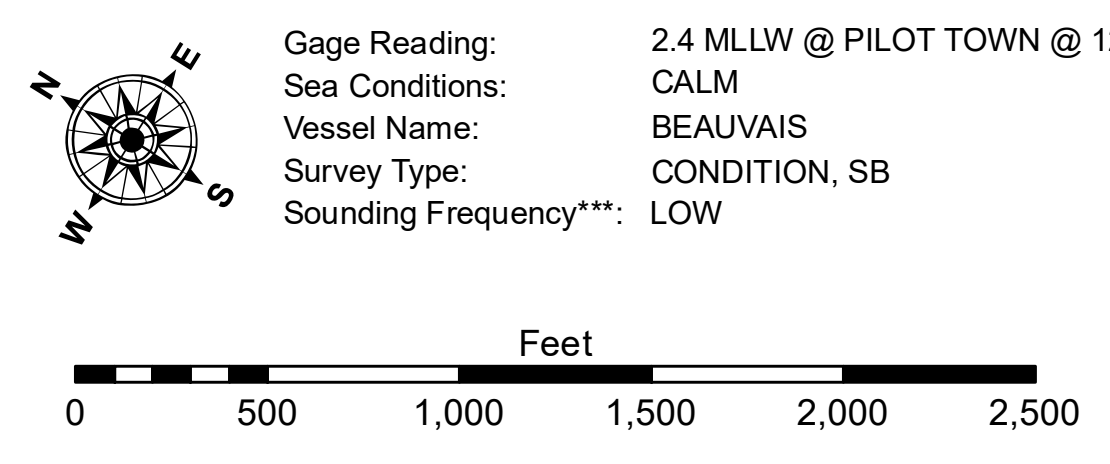 N
E
S
W
Gage Reading: 2.4 MLLW @ PILOT TOWN @
Sea Conditions: CALM
Vessel Name: BEAUVAIS
Survey Type: CONDITION, SB
Sounding Frequency***: LOW
Feet
0 500 1,000 1,500 2,000 2,500